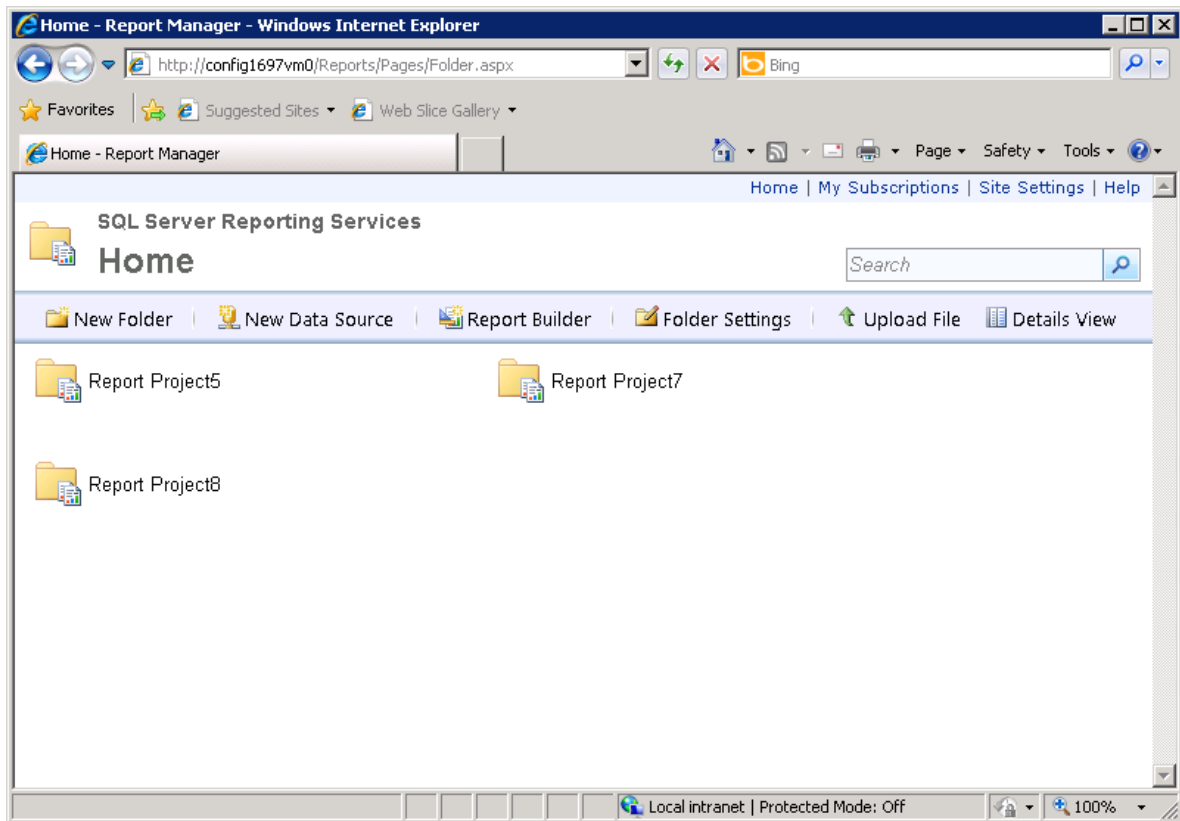 Home - Report Manager - Windows Internet Explorer
http://config1697vm0/Reports/Pages/Folder.aspx
Bing
Favorites
Suggested Sites
Web Slice Gallery
Home - Report Manager
Page
Safety
Tools
Home | My Subscriptions | Site Settings | Help
SQL Server Reporting Services
Home
Search
New Folder
New Data Source
Report Builder
Folder Settings
Upload File
Details View
Report Project5
Report Project7
Report Project8
Local intranet | Protected Mode: Off
100%